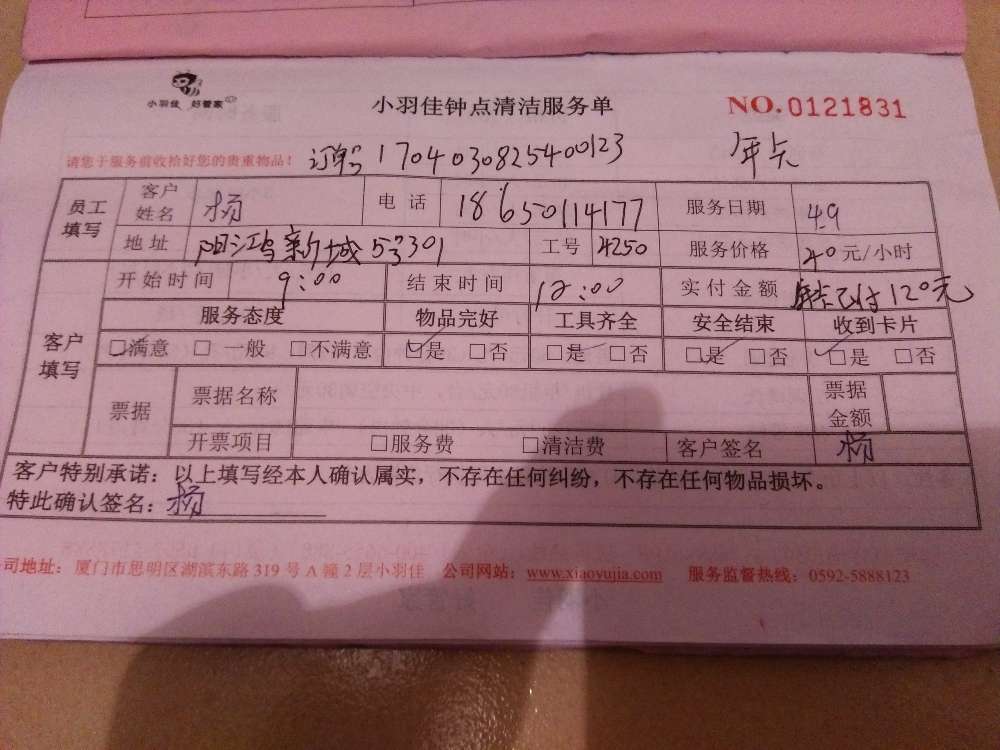 小羽佳 好管家
小羽佳钟点清洁服务单
NO.0121831
请您于服务前收拾好您的贵重物品！ 订单号 1704030825400123 年卡
员工填写 客户姓名 杨 电话 18650114177 服务日期 4.9
地址 阳江鸿新城 工号 4250 服务价格 40元/小时
客户填写 开始时间 9:00 结束时间 12:00 实付金额 年卡已付120元
服务态度 物品完好 工具齐全 安全结束 收到卡片
☑满意 □ 一般 □不满意 ☑是 □否 ☑是 □否 ☑是 □否 ☑是 □否
票据 票据名称 票据金额
开票项目 □服务费 □清洁费 客户签名 杨
客户特别承诺：以上填写经本人确认属实，不存在任何纠纷，不存在任何物品损坏。
特此确认签名：杨
司地址：厦门市思明区湖滨东路 319 号 A 幢 2 层小羽佳 公司网站：www.xiaoyujia.com 服务监督热线：0592-5888123